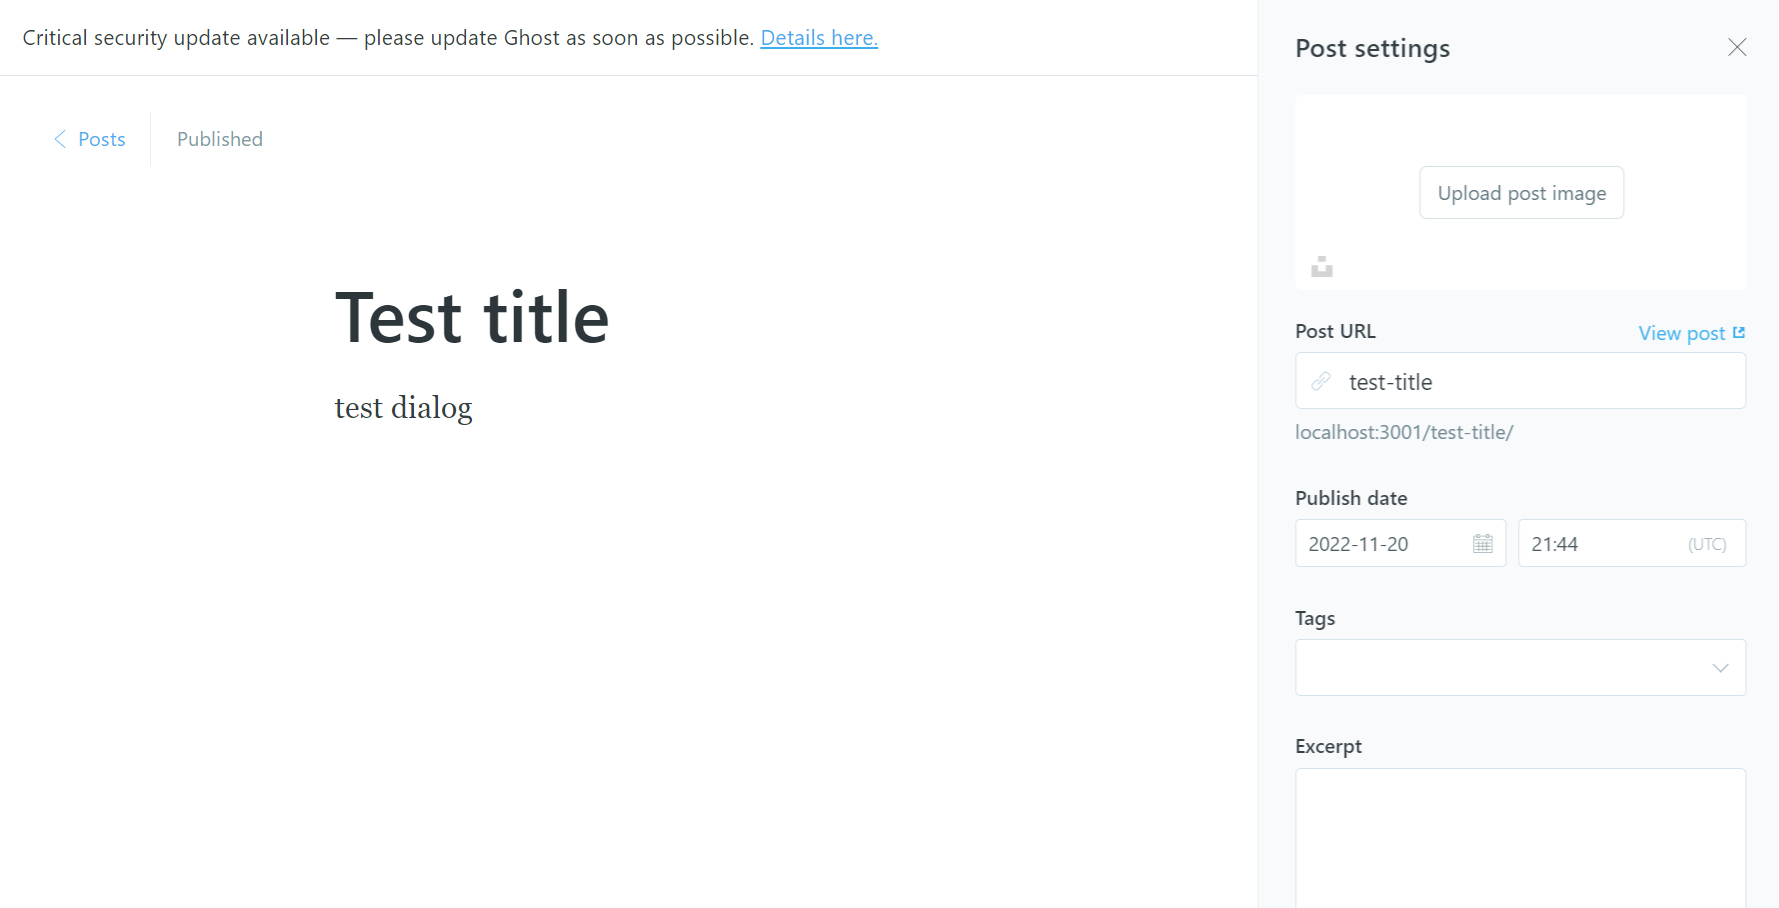 Critical security update available — please update Ghost as soon as possible. Details here.
Posts
Published
Test title
test dialog
Post settings
Upload post image
Post URL
View post
test-title
localhost:3001/test-title/
Publish date
2022-11-20
21:44
(UTC)
Tags
Excerpt